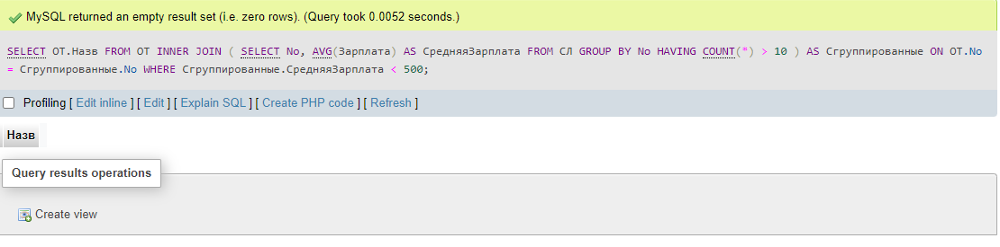 MySQL returned an empty result set (i.e. zero rows). (Query took 0.0052 seconds.)
SELECT ОТ.Назв FROM ОТ INNER JOIN ( SELECT No, AVG(Зарплата) AS СредняяЗарплата FROM СЛ GROUP BY No HAVING COUNT(*) > 10 ) AS Сгруппированные ON ОТ.No
= Сгруппированные.No WHERE Сгруппированные.СредняяЗарплата < 500;
Profiling [ Edit inline ] [ Edit ] [ Explain SQL ] [ Create PHP code ] [ Refresh ]
Назв
Query results operations
Create view